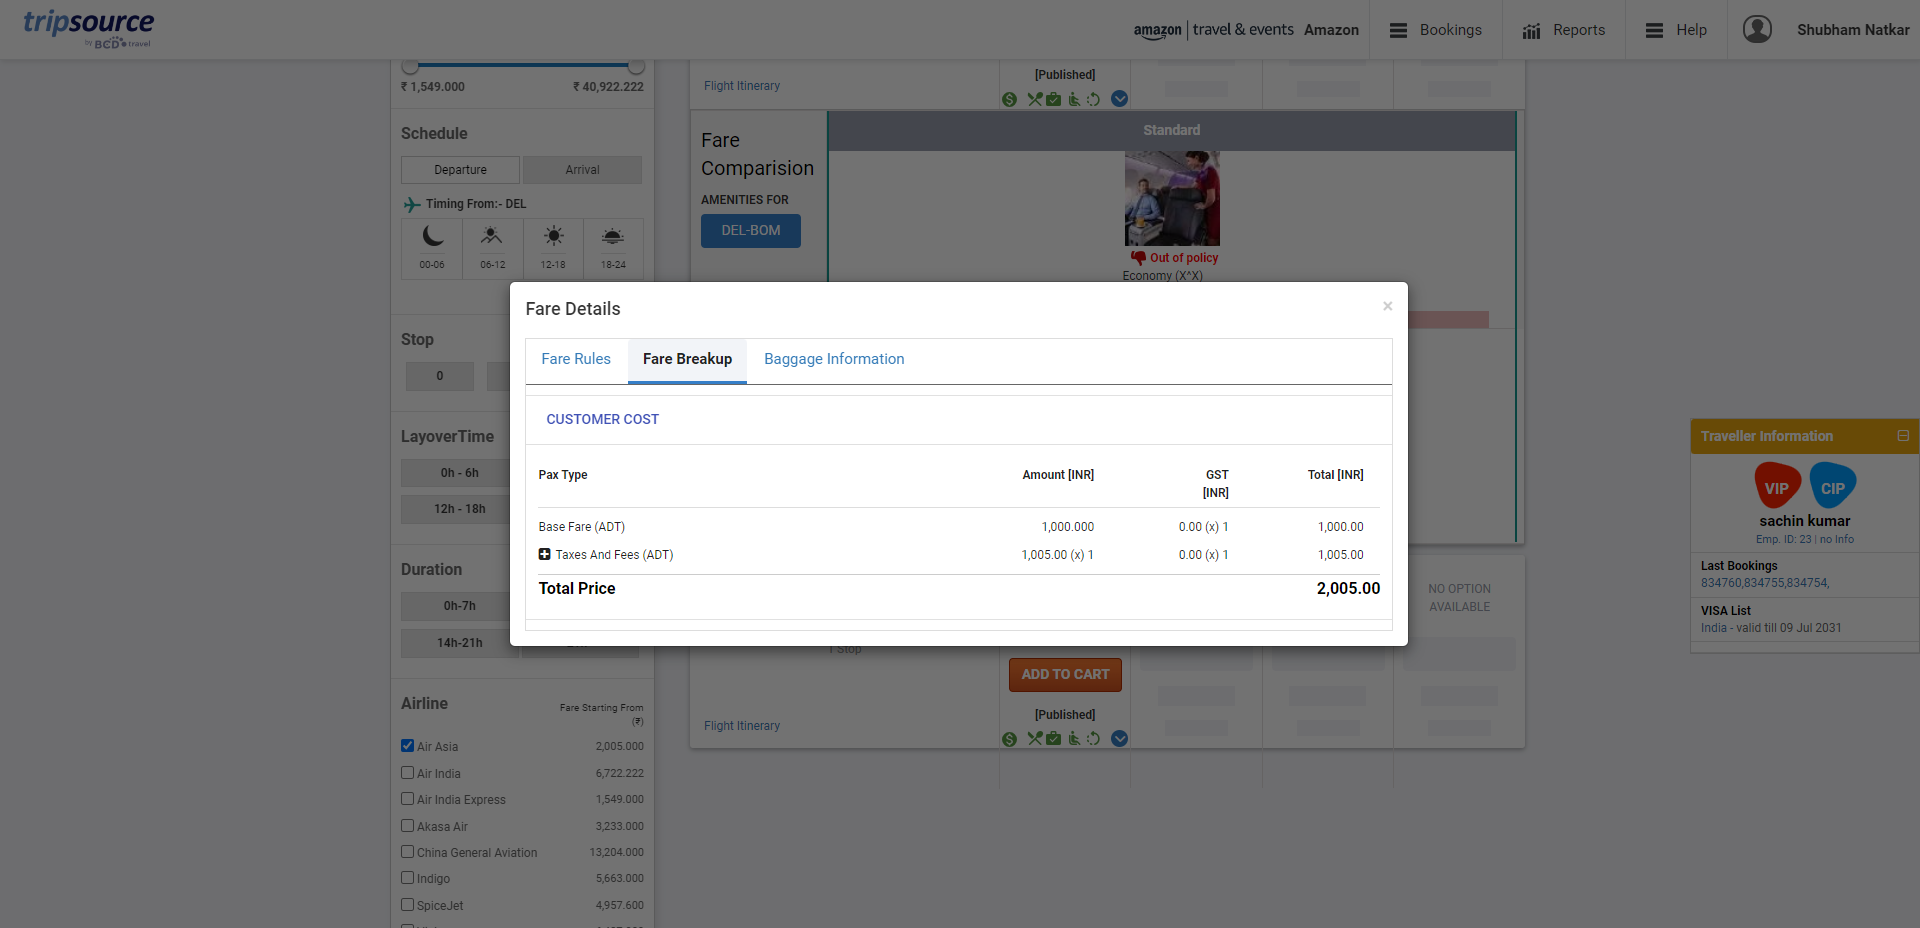 tripsource
by BCD travel
amazon | travel & events Amazon
Bookings
Reports
Help
Shubham Natkar
₹ 1,549.000
₹ 40,922.222
Schedule
Departure
Arrival
Timing From:- DEL
00-06
06-12
12-18
18-24
Stop
0
LayoverTime
0h - 6h
12h - 18h
Duration
0h-7h
14h-21h
Airline
Fare Starting From
(₹)
Air Asia 2,005.000
Air India 6,722.222
Air India Express 1,549.000
Akasa Air 3,233.000
China General Aviation 13,204.000
Indigo 5,663.000
SpiceJet 4,957.600
Flight Itinerary
[Published]
Fare
Comparision
AMENITIES FOR
DEL-BOM
Standard
Out of policy
Economy (X^X)
Fare Details
×
Fare Rules
Fare Breakup
Baggage Information
CUSTOMER COST
Pax Type Amount [INR] GST Total [INR]
[INR]
Base Fare (ADT) 1,000.000 0.00 (x) 1 1,000.00
Taxes And Fees (ADT) 1,005.00 (x) 1 0.00 (x) 1 1,005.00
Total Price 2,005.00
1 Stop
ADD TO CART
[Published]
Flight Itinerary
NO OPTION
AVAILABLE
Traveller Information
VIP
CIP
sachin kumar
Emp. ID: 23 | no Info
Last Bookings
834760,834755,834754,
VISA List
India - valid till 09 Jul 2031